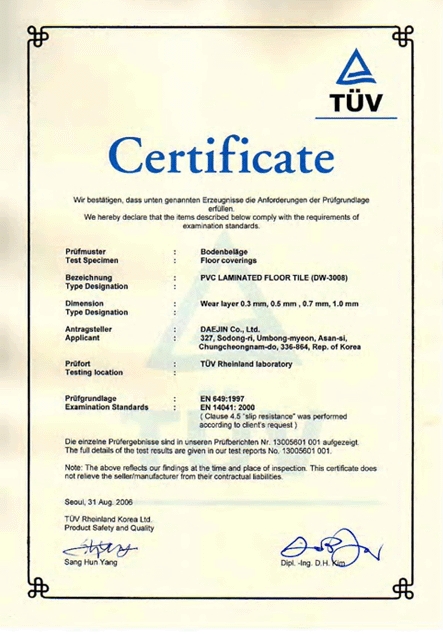 TÜV
Certificate
Wir bestätigen, dass unten genannten Erzeugnisse die Anforderungen der Prüfgrundlage
erfüllen.
We hereby declare that the items described below comply with the requirements of
examination standards.
Prüfmuster : Bodenbeläge
Test Specimen : Floor coverings
Bezeichnung : PVC LAMINATED FLOOR TILE (DW-3008)
Type Designation :
Dimension : Wear layer 0.3 mm, 0.5 mm , 0.7 mm, 1.0 mm
Type Designation :
Antragsteller : DAEJIN Co., Ltd.
Applicant : 327, Sodong-ri, Umbong-myeon, Asan-si,
Chungcheongnam-do, 336-864, Rep. of Korea
Prüfort : TÜV Rheinland laboratory
Testing location :
Prüfgrundlage : EN 649:1997
Examination Standards : EN 14041: 2000
( Clause 4.5 "slip resistance" was performed
according to client's request )
Die einzelne Prüfergebnisse sind in unseren Prüfberichten Nr. 13005601 001 aufgezeigt.
The full details of the test results are given in our test reports No. 13005601 001.
Note: The above reflects our findings at the time and place of inspection. This certificate does
not relieve the seller/manufacturer from their contractual liabilities.
Seoul, 31 Aug. 2006
TÜV Rheinland Korea Ltd.
Product Safety and Quality
Sang Hun Yang
Dipl. -Ing. D.H. Kim
TÜV